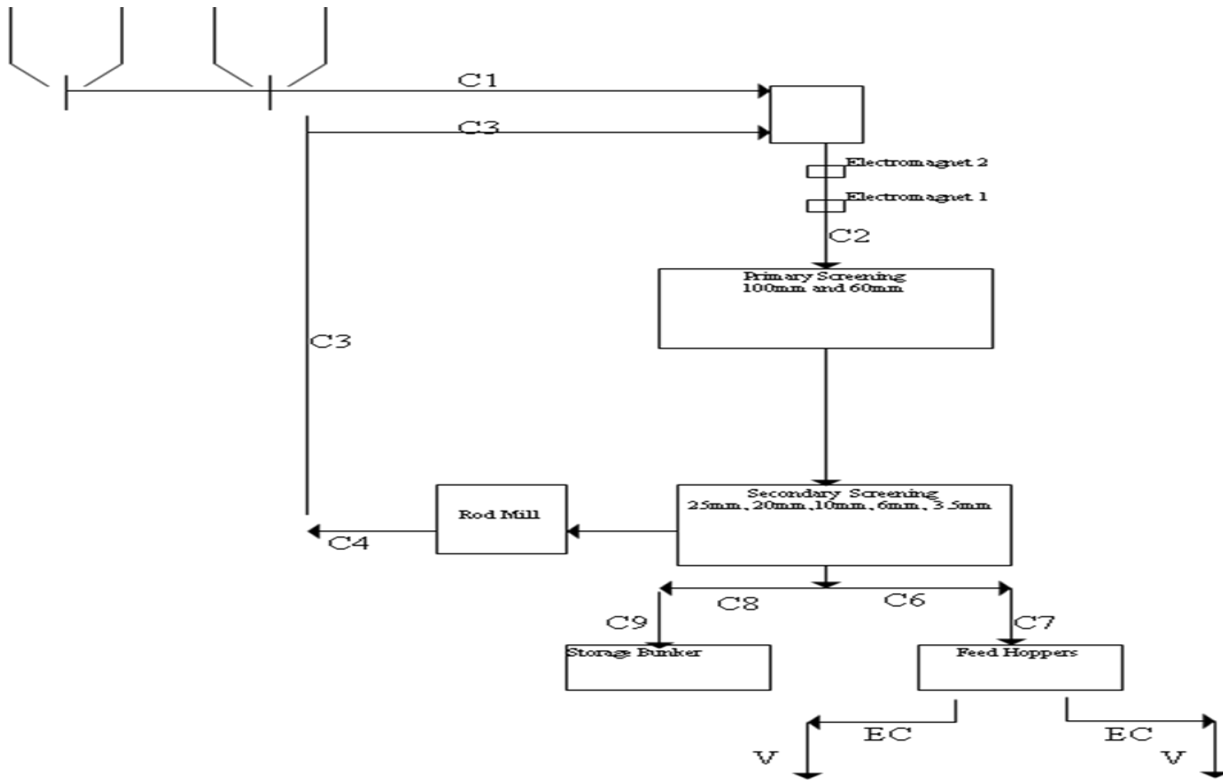 C1
C3
Electromagnet 2
Electromagnet 1
C2
Primary Screening
100mm and 60mm
C3
Secondary Screening
25mm, 20mm, 10mm, 6mm, 3.5mm
Rod Mill
C4
C8
C6
C9
C7
Storage Bunker
Feed Hoppers
EC
EC
V
V